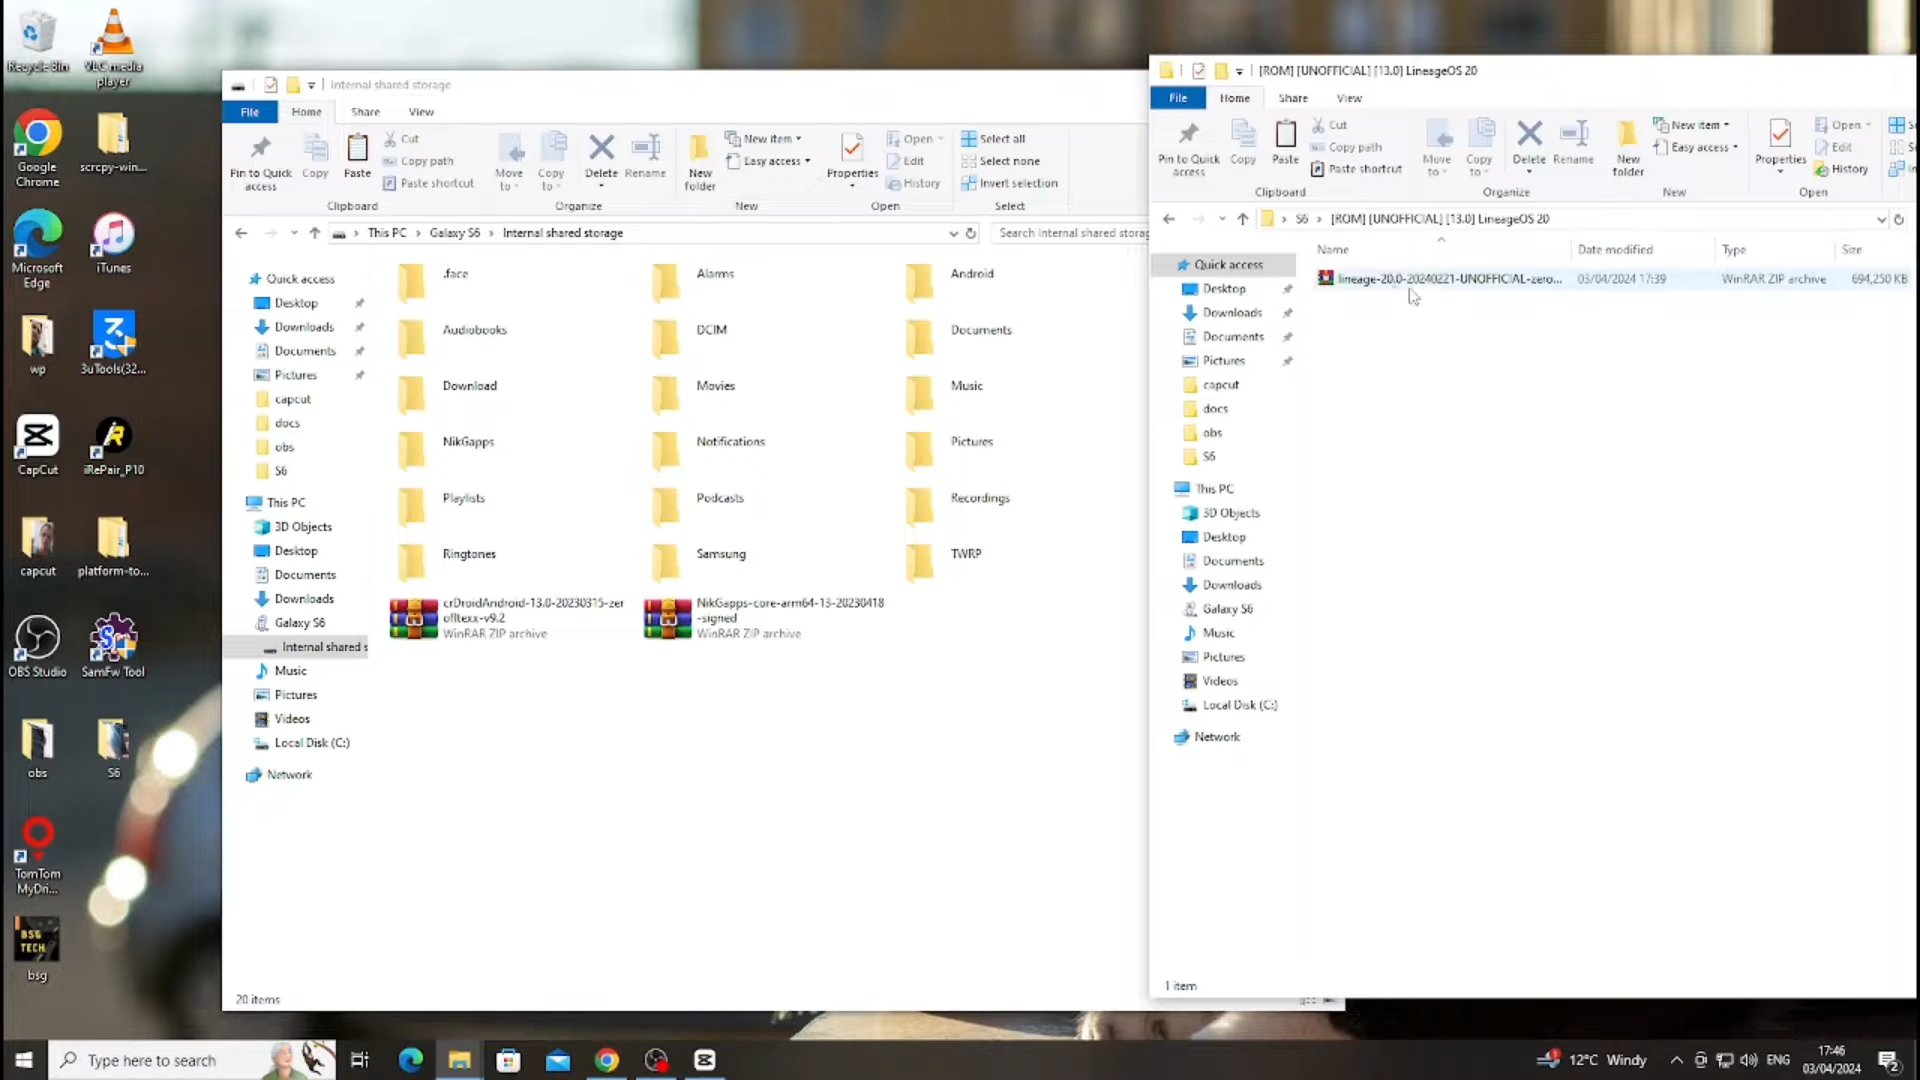 Recycle Bin
VLC media player
Google Chrome
scrcpy-win...
Microsoft Edge
iTunes
wp
3uTools(32...
CapCut
iRePair_P10
capcut
platform-to...
OBS Studio
SamFw Tool
obs
S6
TomTom MyDri...
BSG TECH
bsg
Internal shared storage
File
Home
Share
View
Pin to Quick access
Copy
Paste
Cut
Copy path
Paste shortcut
Clipboard
Move to
Copy to
Delete
Rename
Organize
New folder
New item
Easy access
New
Properties
Open
Edit
History
Open
Select all
Select none
Invert selection
Select
This PC
Galaxy S6
Internal shared storage
Search Internal shared storag
Quick access
Desktop
Downloads
Documents
Pictures
capcut
docs
obs
S6
This PC
3D Objects
Desktop
Documents
Downloads
Galaxy S6
Internal shared s
Music
Pictures
Videos
Local Disk (C:)
Network
.face
Alarms
Android
Audiobooks
DCIM
Documents
Download
Movies
Music
NikGapps
Notifications
Pictures
Playlists
Podcasts
Recordings
Ringtones
Samsung
TWRP
crDroidAndroid-13.0-20230315-zer
ofltexx-v9.2
WinRAR ZIP archive
NikGapps-core-arm64-13-20230418
-signed
WinRAR ZIP archive
20 items
[ROM] [UNOFFICIAL] [13.0] LineageOS 20
File
Home
Share
View
Pin to Quick access
Copy
Paste
Cut
Copy path
Paste shortcut
Clipboard
Move to
Copy to
Delete
Rename
Organize
New folder
New item
Easy access
New
Properties
Open
Edit
History
Open
S6
[ROM] [UNOFFICIAL] [13.0] LineageOS 20
Name
Date modified
Type
Size
lineage-20.0-20240221-UNOFFICIAL-zero...
03/04/2024 17:39
WinRAR ZIP archive
694,250 KB
Quick access
Desktop
Downloads
Documents
Pictures
capcut
docs
obs
S6
This PC
3D Objects
Desktop
Documents
Downloads
Galaxy S6
Music
Pictures
Videos
Local Disk (C:)
Network
1 item
Type here to search
12°C Windy
ENG
17:46
03/04/2024
2